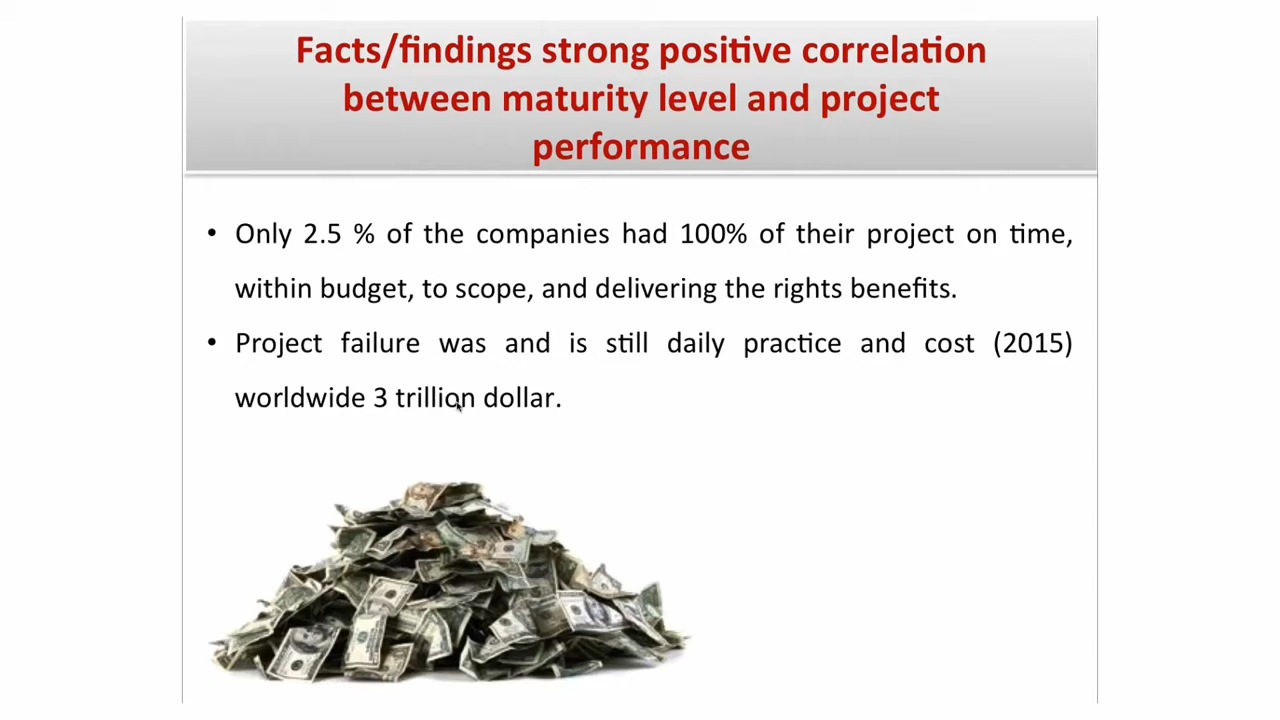 Facts/findings strong positive correlation
between maturity level and project
performance
• Only 2.5 % of the companies had 100% of their project on time,
within budget, to scope, and delivering the rights benefits.
• Project failure was and is still daily practice and cost (2015)
worldwide 3 trillion dollar.